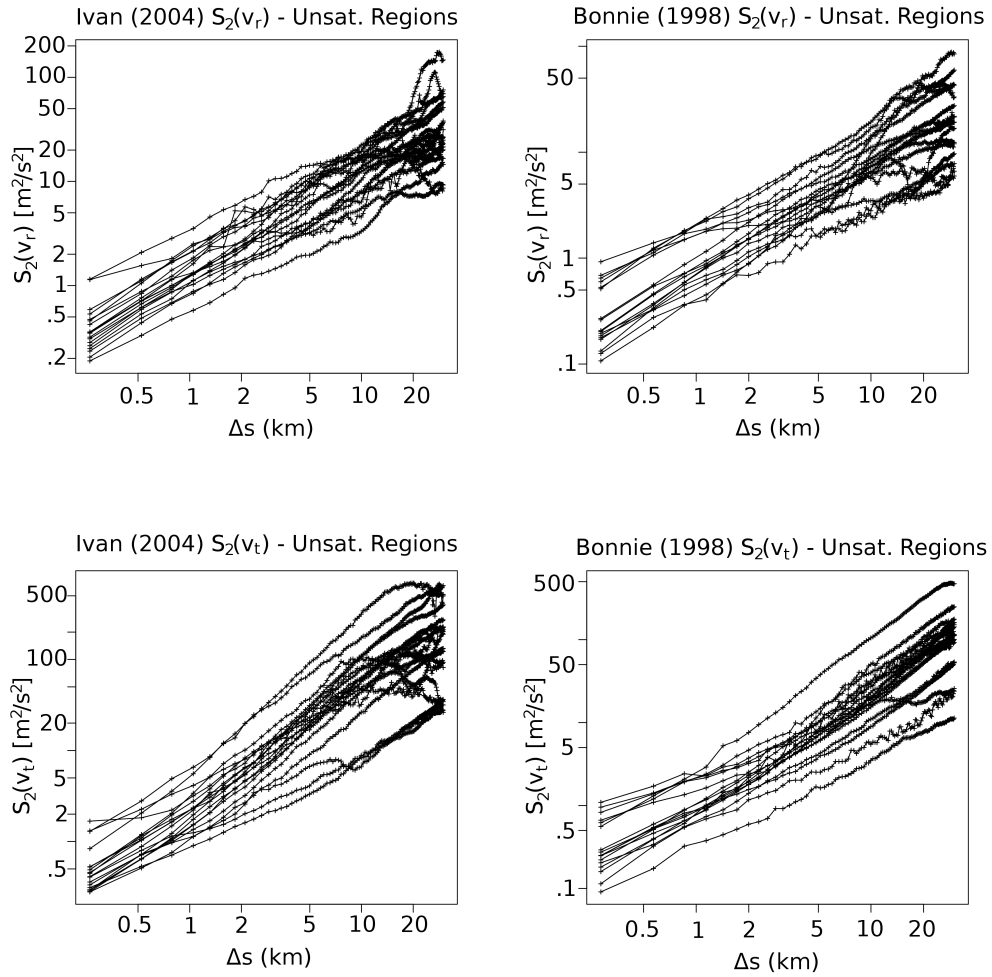 Ivan (2004) S₂(vᵣ) - Unsat. Regions
S₂(vᵣ) [m²/s²]
200
100
50
20
10
5
2
1
.5
.2
0.5 1 2 5 10 20
Δs (km)
Bonnie (1998) S₂(vᵣ) - Unsat. Regions
S₂(vᵣ) [m²/s²]
50
5
1
0.5
.1
0.5 1 2 5 10 20
Δs (km)
Ivan (2004) S₂(vₜ) - Unsat. Regions
S₂(vₜ) [m²/s²]
500
100
20
5
2
.5
0.5 1 2 5 10 20
Δs (km)
Bonnie (1998) S₂(vₜ) - Unsat. Regions
S₂(vₜ) [m²/s²]
500
50
5
.5
.1
0.5 1 2 5 10 20
Δs (km)